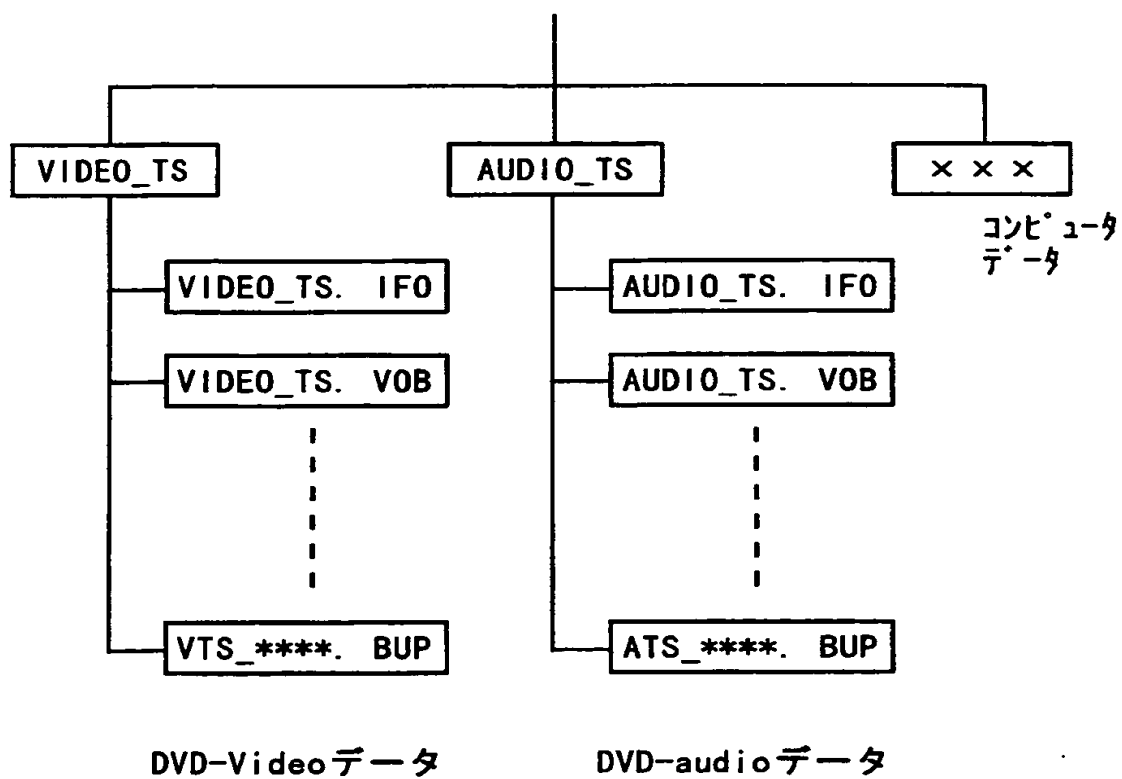 VIDEO_TS
AUDIO_TS
×××
コンピュータ
データ
VIDEO_TS. IFO
AUDIO_TS. IFO
VIDEO_TS. VOB
AUDIO_TS. VOB
VTS_****. BUP
ATS_****. BUP
DVD-Videoデータ
DVD-audioデータ